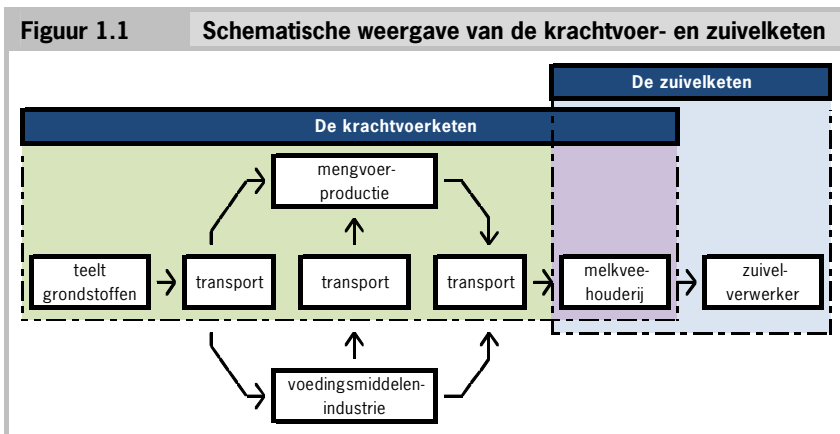 Figuur 1.1 Schematische weergave van de krachtvoer- en zuivelketen
De zuivelketen
De krachtvoerketen
mengvoer-
productie
teelt
grondstoffen
transport
transport
transport
melkvee-
houderij
zuivel-
verwerker
voedingsmiddelen-
industrie